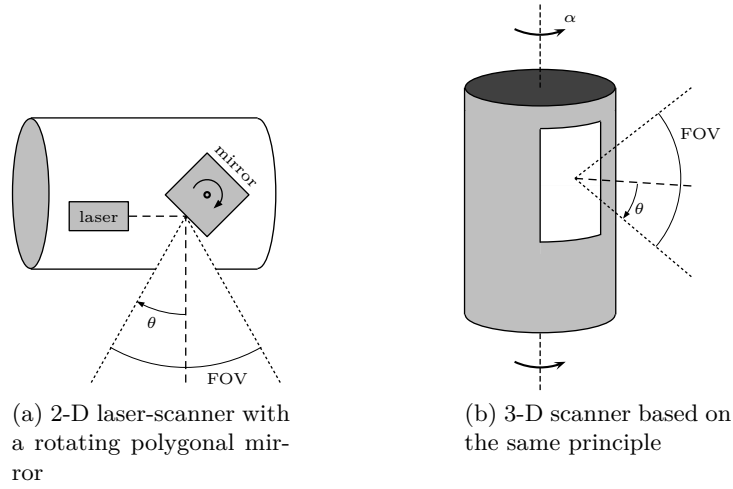 α
mirror
laser
θ
FOV
FOV
θ
(a) 2-D laser-scanner with
a rotating polygonal mir-
ror
(b) 3-D scanner based on
the same principle